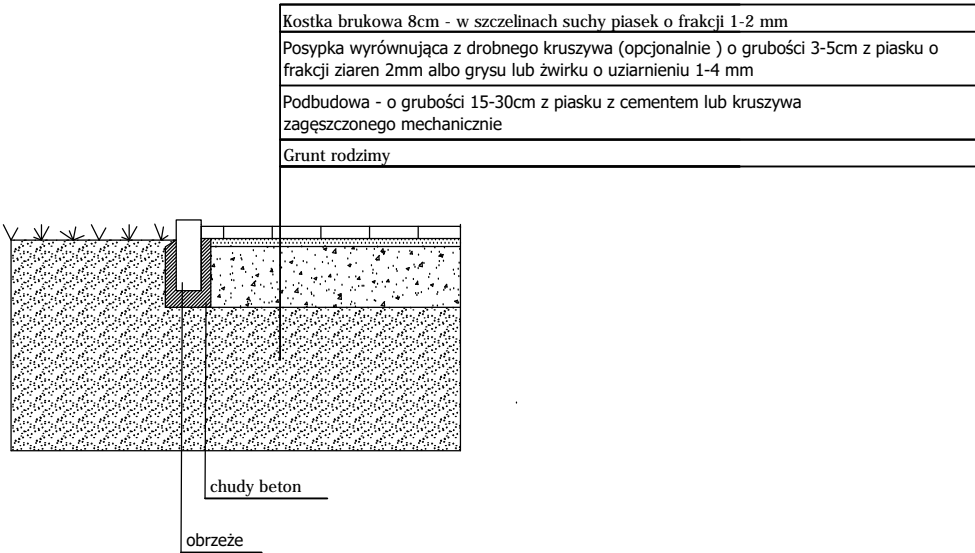 Kostka brukowa 8cm - w szczelinach suchy piasek o frakcji 1-2 mm
Posypka wyrównująca z drobnego kruszywa (opcjonalnie ) o grubości 3-5cm z piasku o
frakcji ziaren 2mm albo grysu lub żwirku o uziarnieniu 1-4 mm
Podbudowa - o grubości 15-30cm z piasku z cementem lub kruszywa
zagęszczonego mechanicznie
Grunt rodzimy
chudy beton
obrzeże